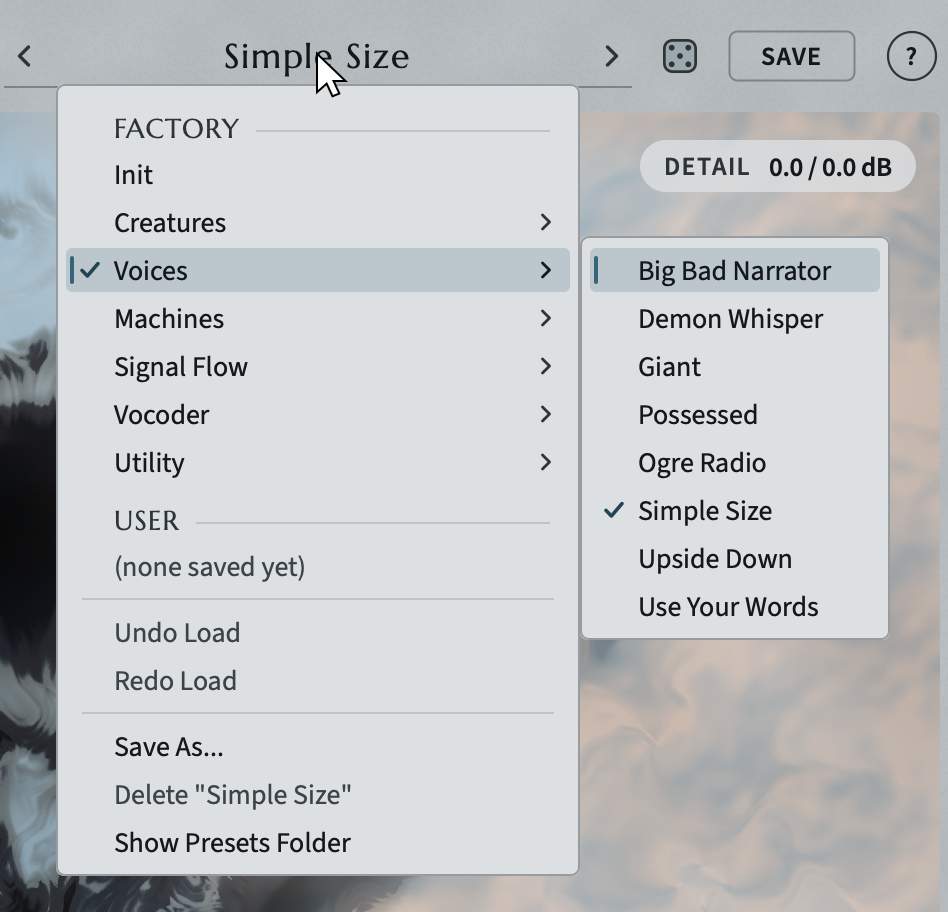 Simple Size
SAVE
?
DETAIL 0.0 / 0.0 dB
FACTORY
Init
Creatures
Voices
Machines
Signal Flow
Vocoder
Utility
USER
(none saved yet)
Undo Load
Redo Load
Save As...
Delete "Simple Size"
Show Presets Folder
Big Bad Narrator
Demon Whisper
Giant
Possessed
Ogre Radio
Simple Size
Upside Down
Use Your Words